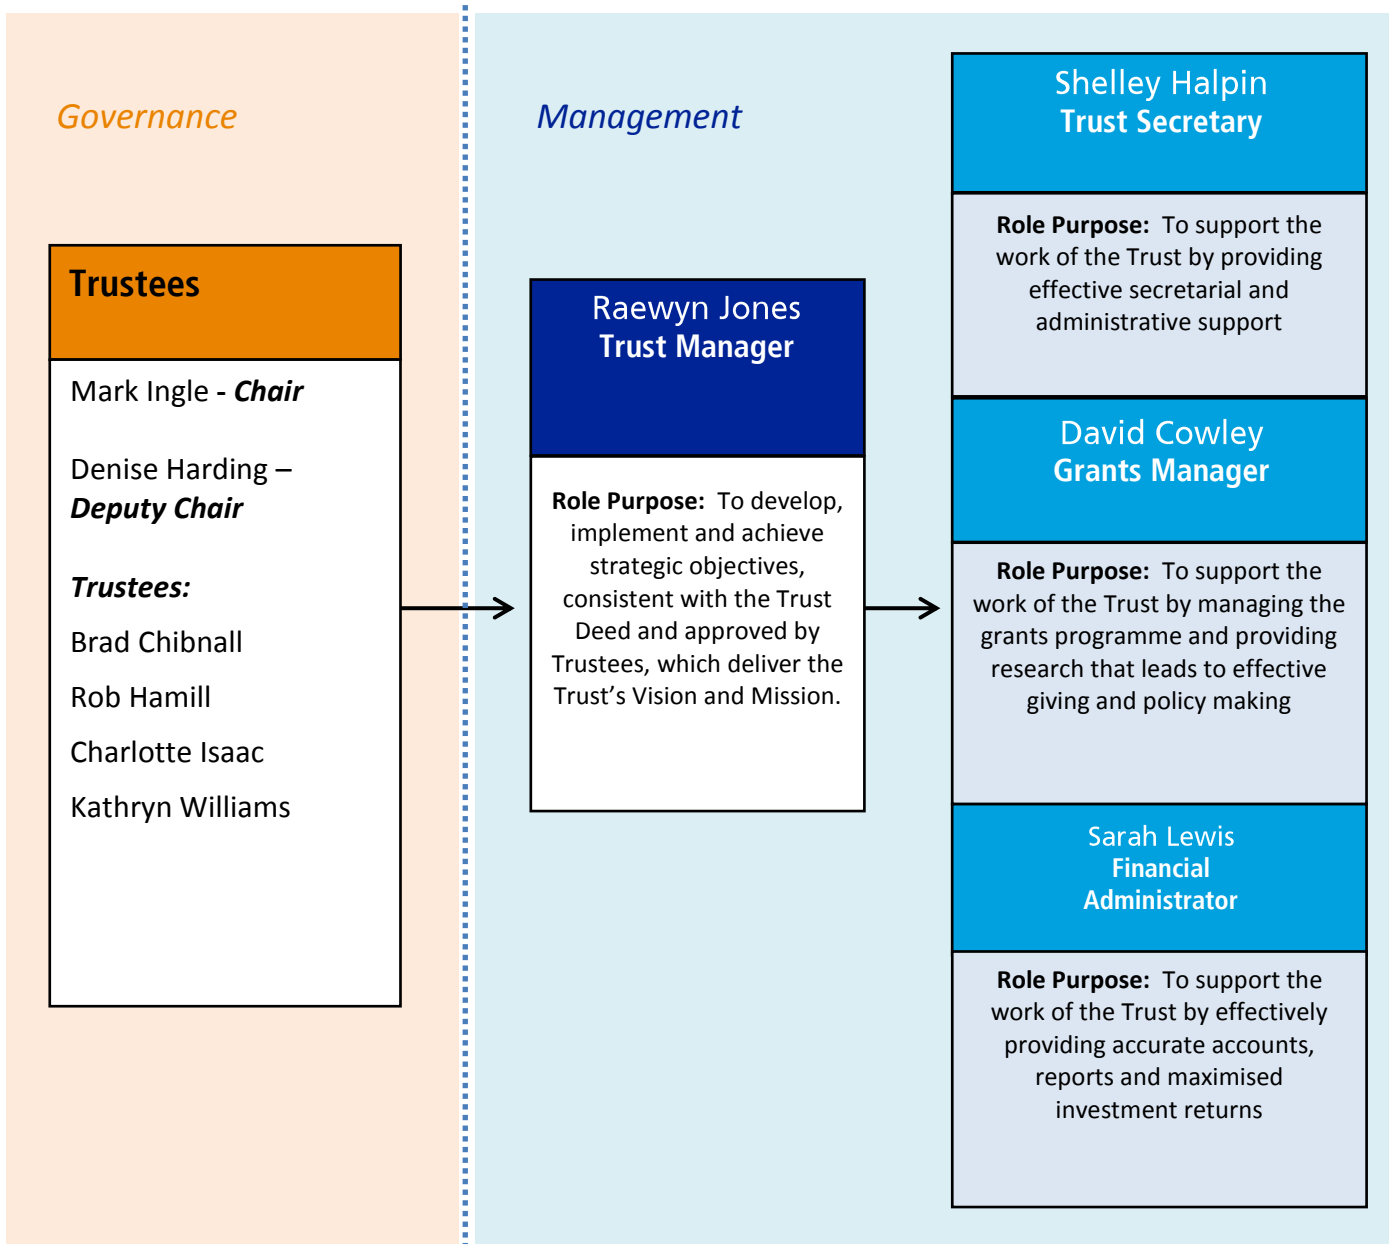 Governance
Trustees
Mark Ingle - Chair
Denise Harding –
Deputy Chair
Trustees:
Brad Chibnall
Rob Hamill
Charlotte Isaac
Kathryn Williams
Management
Raewyn Jones
Trust Manager
Role Purpose:  To develop,
implement and achieve
strategic objectives,
consistent with the Trust
Deed and approved by
Trustees, which deliver the
Trust’s Vision and Mission.
Shelley Halpin
Trust Secretary
Role Purpose:  To support the
work of the Trust by providing
effective secretarial and
administrative support
David Cowley
Grants Manager
Role Purpose:  To support the
work of the Trust by managing the
grants programme and providing
research that leads to effective
giving and policy making
Sarah Lewis
Financial
Administrator
Role Purpose:  To support the
work of the Trust by effectively
providing accurate accounts,
reports and maximised
investment returns